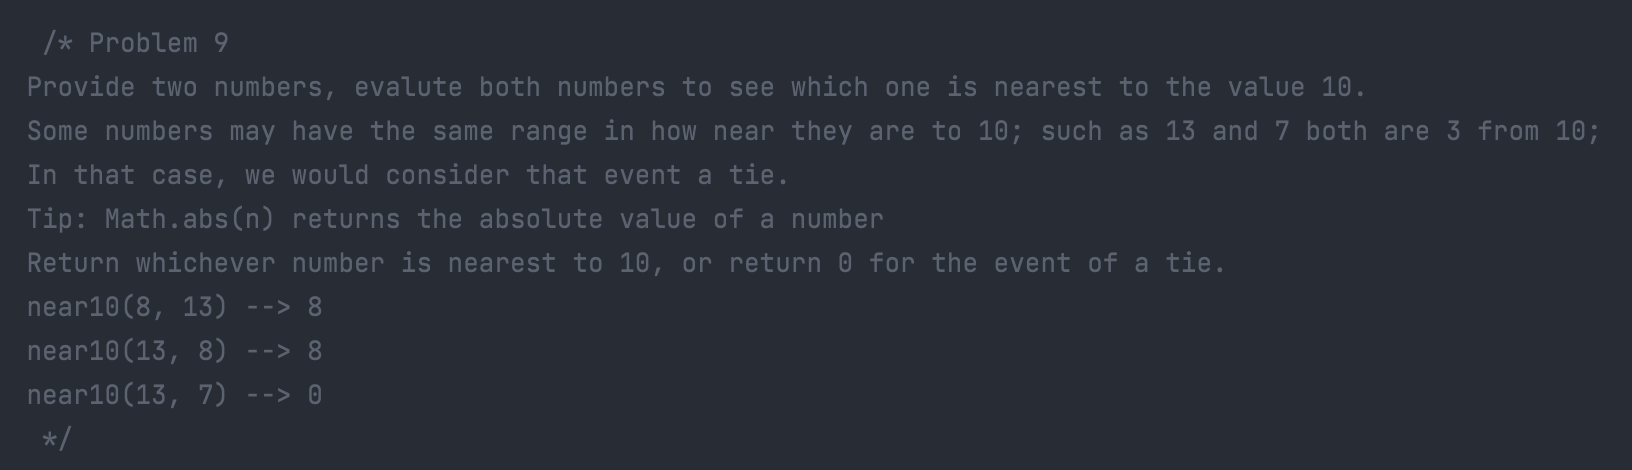 /* Problem 9
Provide two numbers, evalute both numbers to see which one is nearest to the value 10.
Some numbers may have the same range in how near they are to 10; such as 13 and 7 both are 3 from 10;
In that case, we would consider that event a tie.
Tip: Math.abs(n) returns the absolute value of a number
Return whichever number is nearest to 10, or return 0 for the event of a tie.
near10(8, 13) --> 8
near10(13, 8) --> 8
near10(13, 7) --> 0
*/